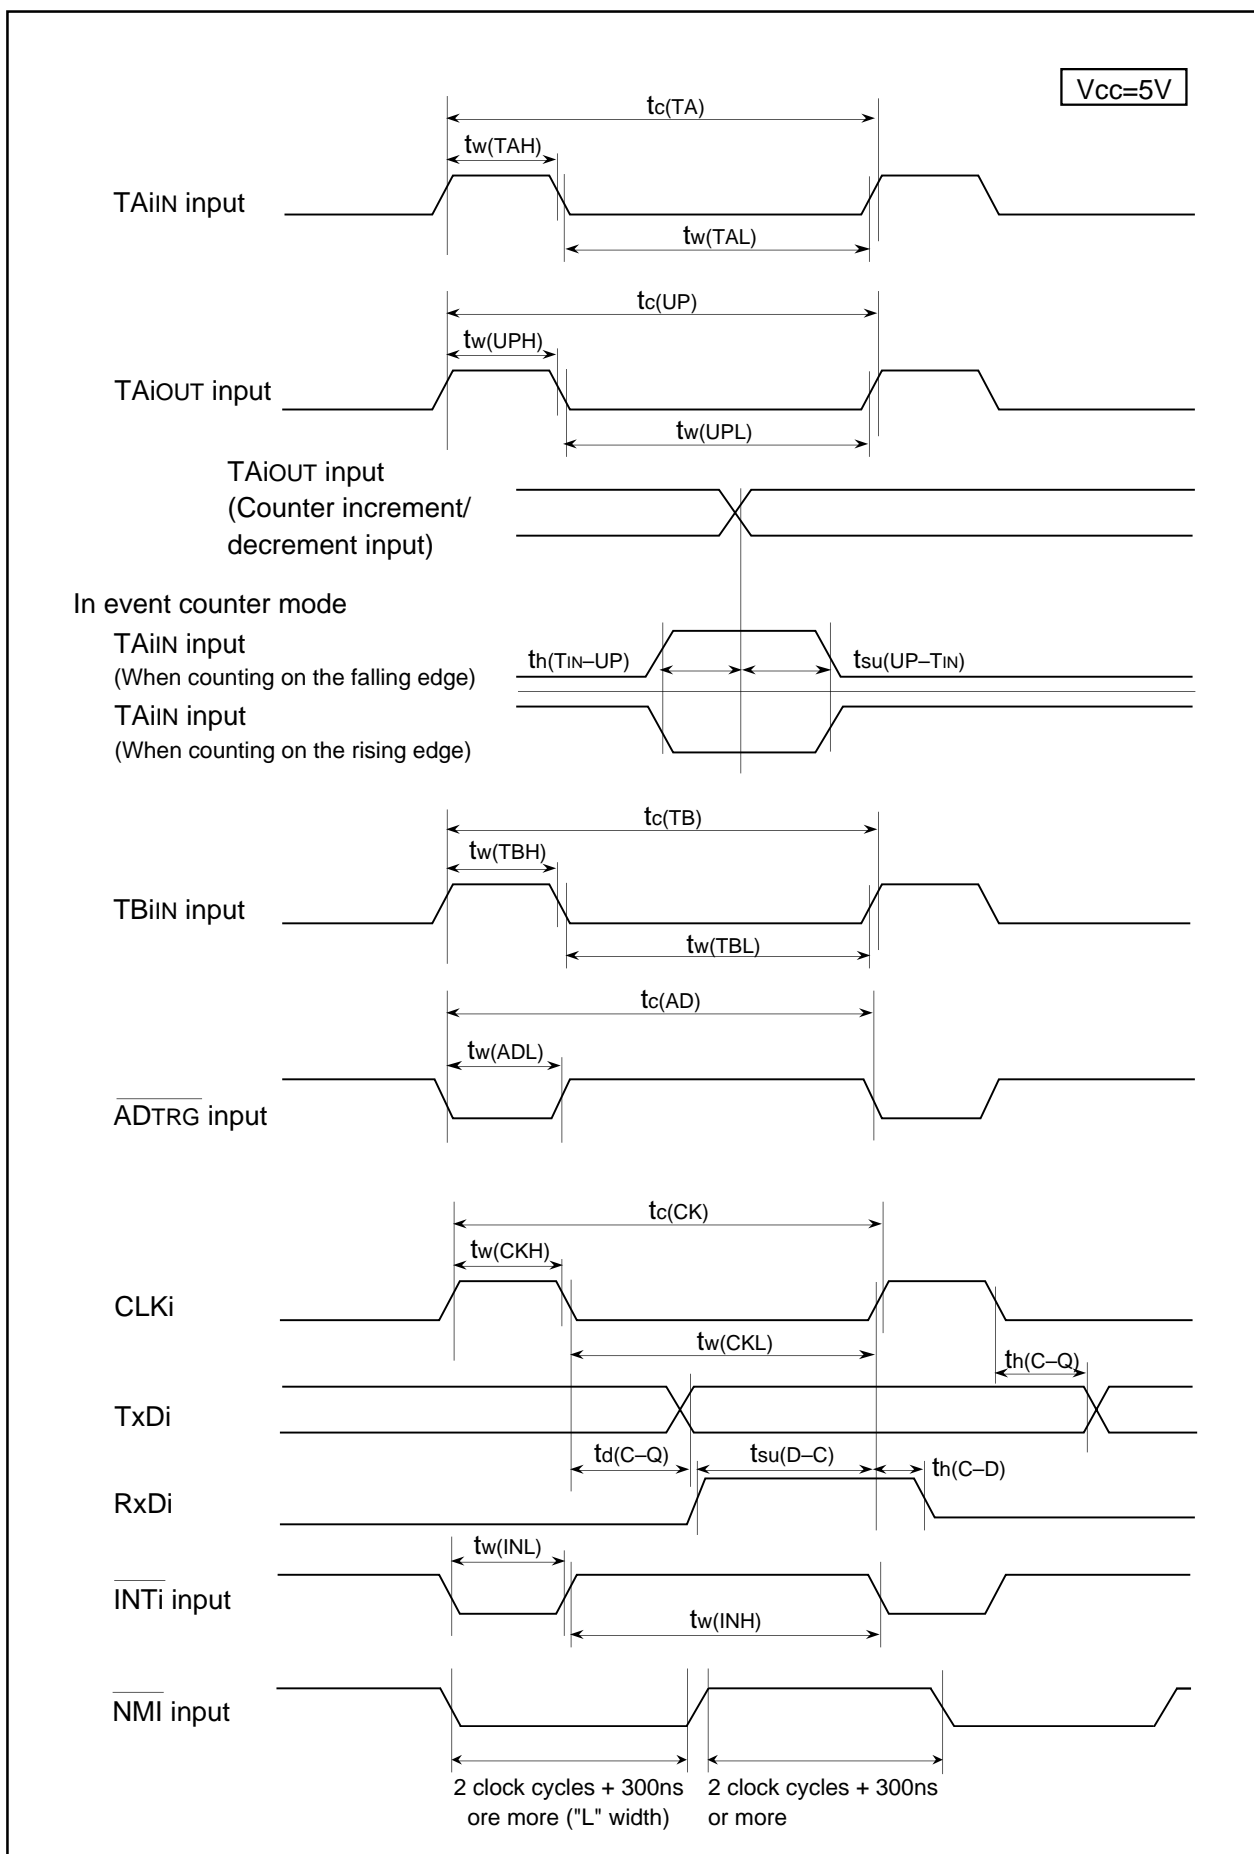 Vcc=5V
tc(TA)
tw(TAH)
TAiIN input
tw(TAL)
tc(UP)
tw(UPH)
TAiOUT input
tw(UPL)
TAiOUT input
(Counter increment/
decrement input)
In event counter mode
TAiIN input
(When counting on the falling edge)
th(TIN–UP)
tsu(UP–TIN)
TAiIN input
(When counting on the rising edge)
tc(TB)
tw(TBH)
TBiIN input
tw(TBL)
tc(AD)
tw(ADL)
ADTRG input
tc(CK)
tw(CKH)
CLKi
tw(CKL)
th(C–Q)
TxDi
td(C–Q)
tsu(D–C)
th(C–D)
RxDi
tw(INL)
INTi input
tw(INH)
NMI input
2 clock cycles + 300ns
ore more ("L" width)
2 clock cycles + 300ns
or more